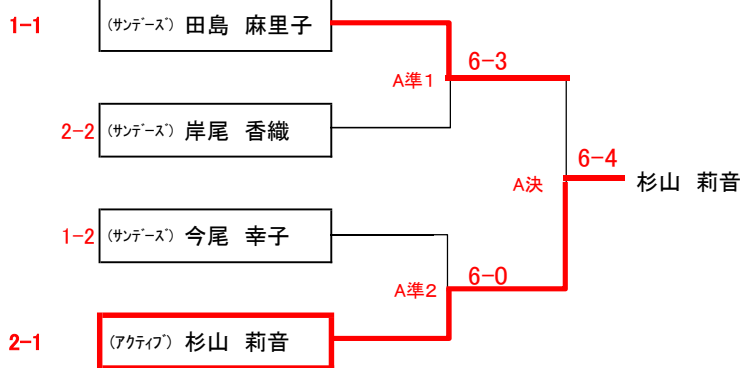 1-1 (サンデーズ) 田島 麻里子
6-3
A準1
2-2 (サンデーズ) 岸尾 香織
6-4
A決 杉山 莉音
1-2 (サンデーズ) 今尾 幸子
6-0
A準2
2-1 (アクティブ) 杉山 莉音